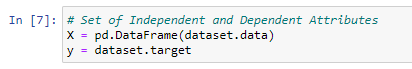 In [7]: # Set of Independent and Dependent Attributes
X = pd.DataFrame(dataset.data)
y = dataset.target